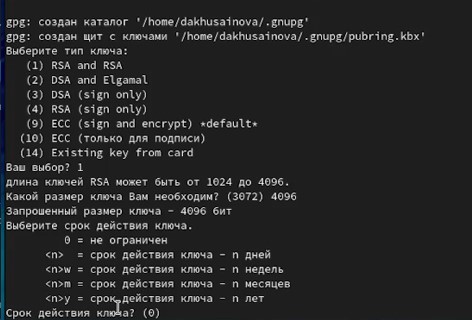 gpg: создан каталог '/home/dakhusainova/.gnupg'
gpg: создан щит с ключами '/home/dakhusainova/.gnupg/pubring.kbx'
Выберите тип ключа:
(1) RSA and RSA
(2) DSA and Elgamal
(3) DSA (sign only)
(4) RSA (sign only)
(9) ECC (sign and encrypt) *default*
(10) ECC (только для подписи)
(14) Existing key from card
Ваш выбор? 1
длина ключей RSA может быть от 1024 до 4096.
Какой размер ключа Вам необходим? (3072) 4096
Запрошенный размер ключа - 4096 бит
Выберите срок действия ключа.
0 = не ограничен
<n> = срок действия ключа - n дней
<n>w = срок действия ключа - n недель
<n>m = срок действия ключа - n месяцев
<n>y = срок действия ключа - n лет
Срок действия ключа? (0)